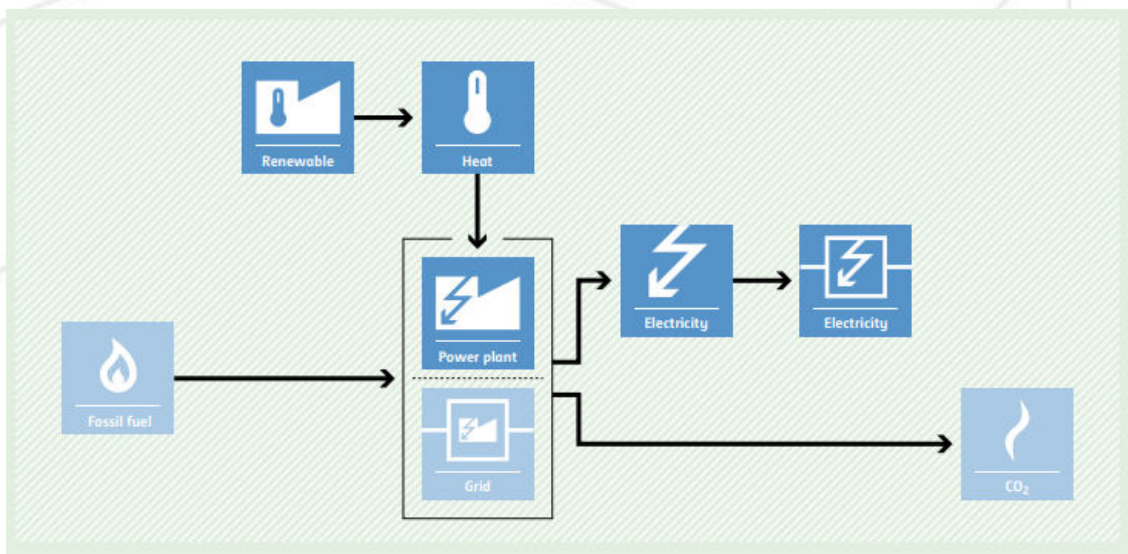 Renewable
Heat
Power plant
Electricity
Electricity
Fossil fuel
Grid
CO₂